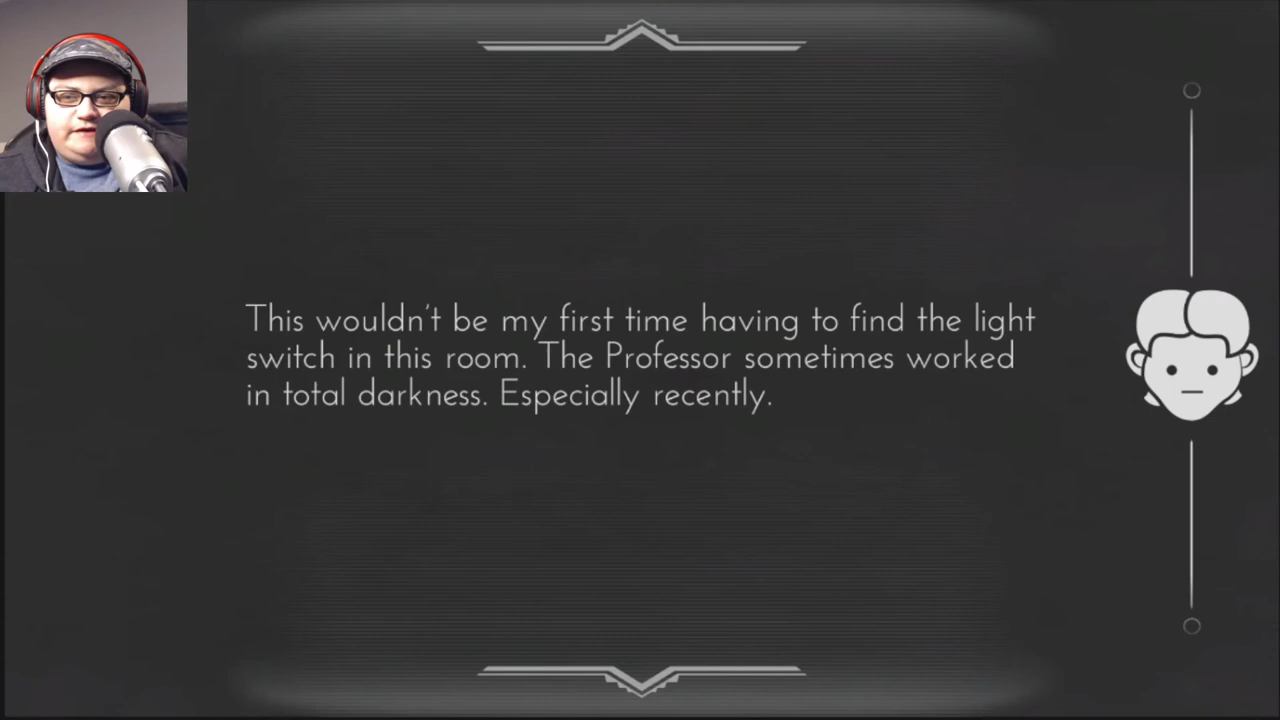 This wouldn't be my first time having to find the light
switch in this room. The Professor sometimes worked
in total darkness. Especially recently.